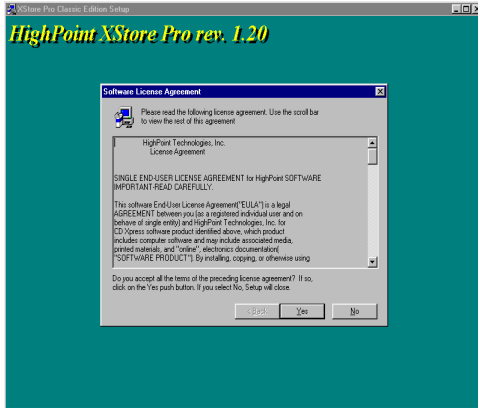 XStore Pro Classic Edition Setup
HighPoint XStore Pro rev. 1.20
Software License Agreement
Please read the following license agreement. Use the scroll bar
to view the rest of this agreement
HighPoint Technologies, Inc.
License Agreement
SINGLE END-USER LICENSE AGREEMENT for HighPoint SOFTWARE
IMPORTANT-READ CAREFULLY.
This software End-User License Agreement("EULA") is a legal
AGREEMENT between you (as a registered individual user and on
behave of single entity) and HighPoint Technologies, Inc. for
CD Xpress software product identified above, which product
includes computer software and may include associated media,
printed materials, and "online", electronics documentation(
"SOFTWARE PRODUCT"). By installing, copying, or otherwise using
Do you accept all the terms of the preceding license agreement? If so,
click on the Yes push button. If you select No, Setup will close.
< Back Yes No